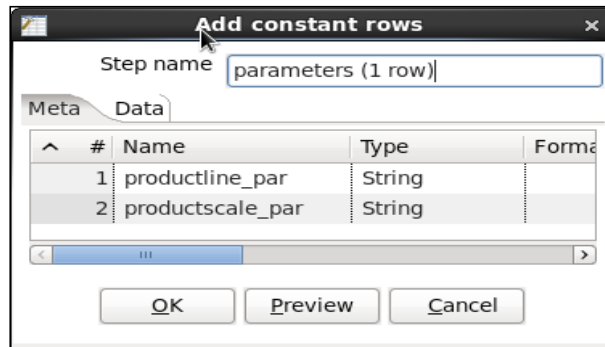 Add constant rows
Step name parameters (1 row)
Meta Data
# Name Type Forma
1 productline_par String
2 productscale_par String
OK Preview Cancel